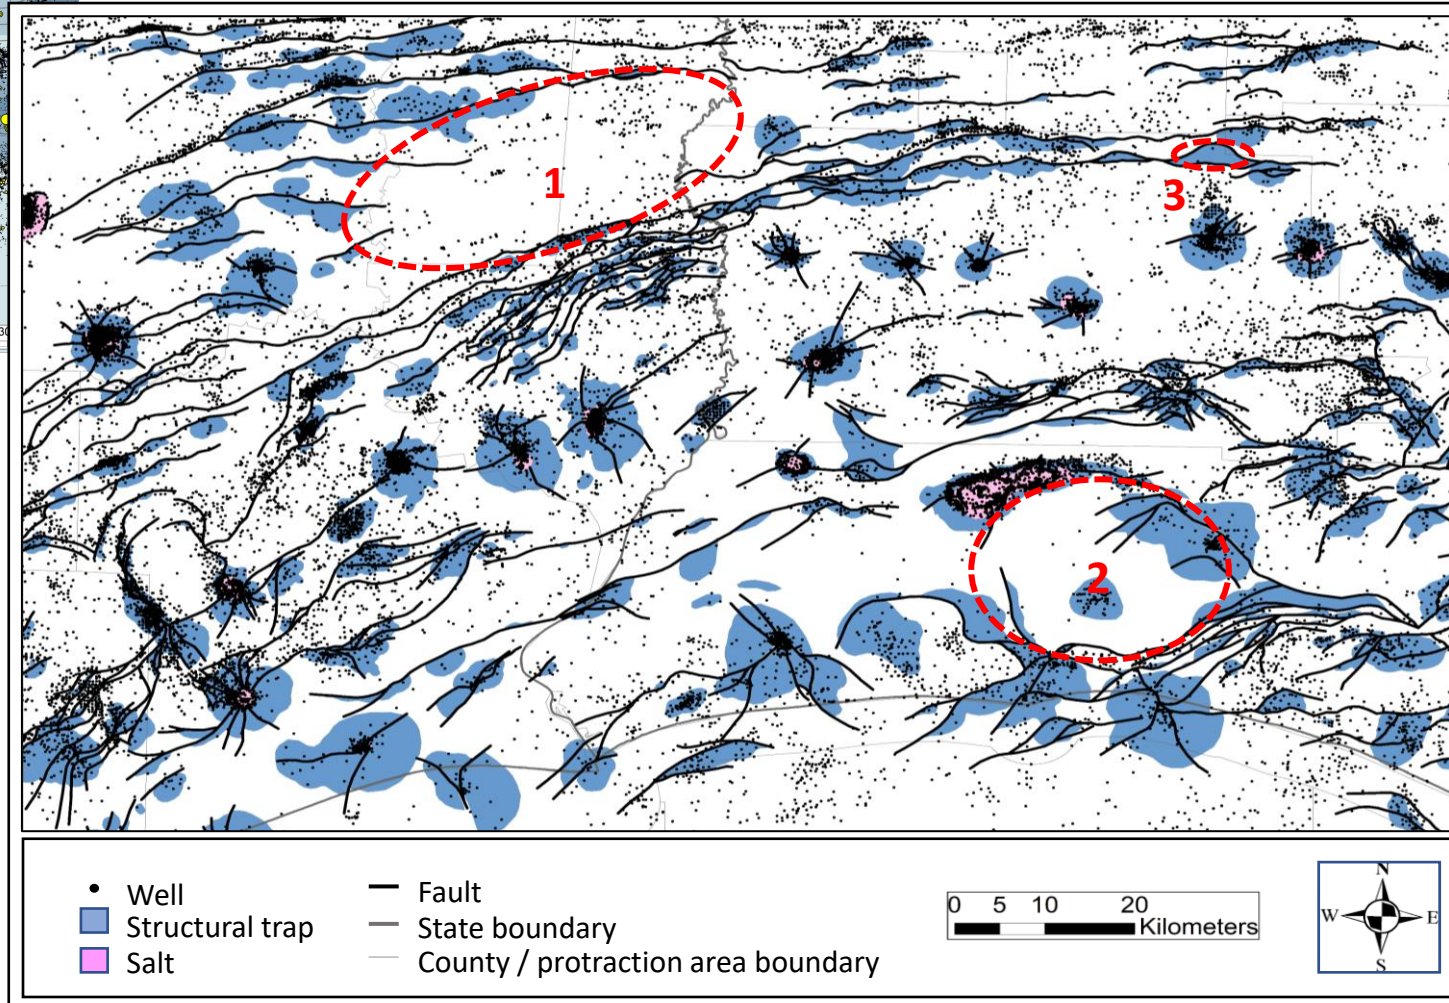 1
3
2
Well
Structural trap
Salt
Fault
State boundary
County / protraction area boundary
0 5 10 20
Kilometers
N
W E
S
30